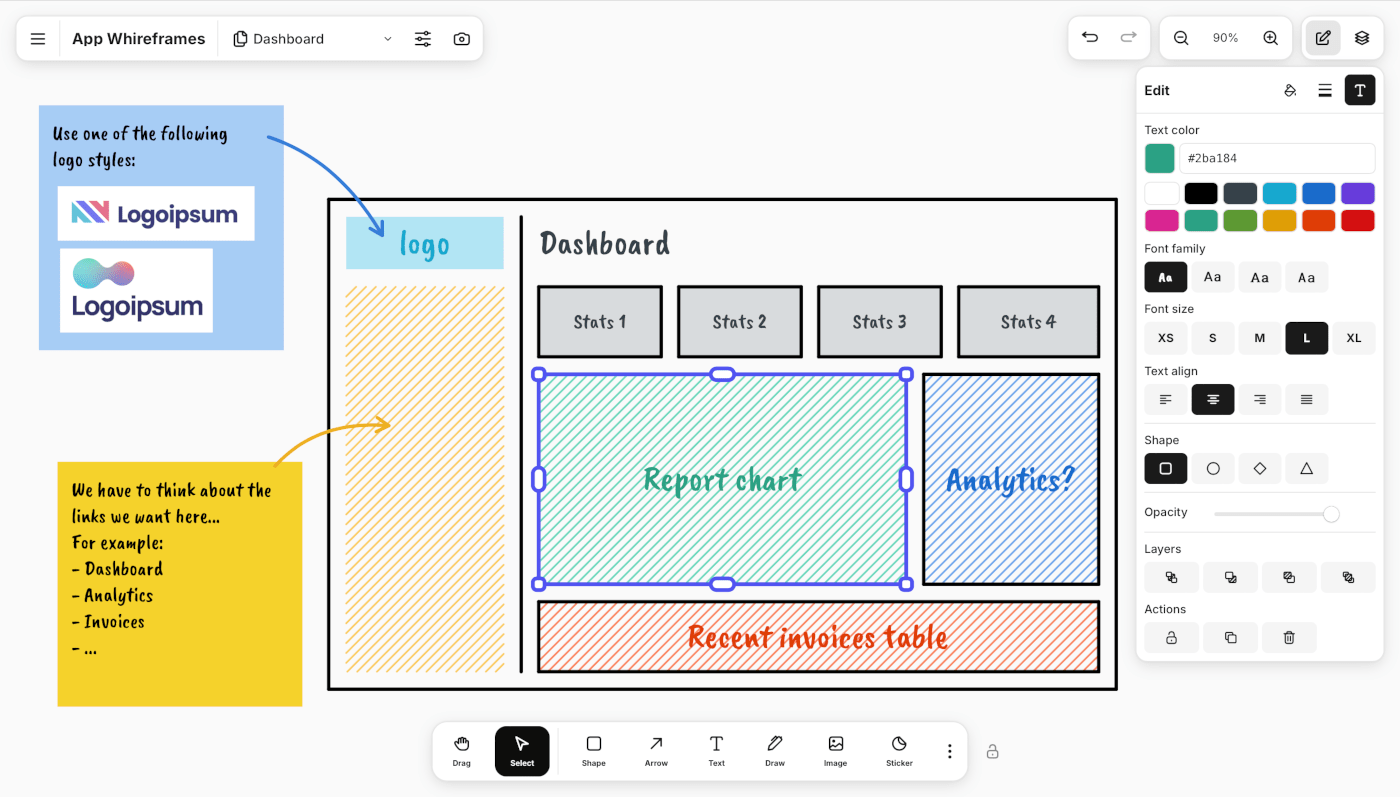 App Whireframes
Dashboard
90%
Use one of the following
logo styles:
Logoipsum
Logoipsum
We have to think about the
links we want here...
For example:
- Dashboard
- Analytics
- Invoices
- ...
logo
Dashboard
Stats 1
Stats 2
Stats 3
Stats 4
Report chart
Analytics?
Recent invoices table
Edit
T
Text color
#2ba184
Font family
Aa
Aa
Aa
Aa
Font size
XS
S
M
L
XL
Text align
Shape
Opacity
Layers
Actions
Drag
Select
Shape
Arrow
Text
Draw
Image
Sticker